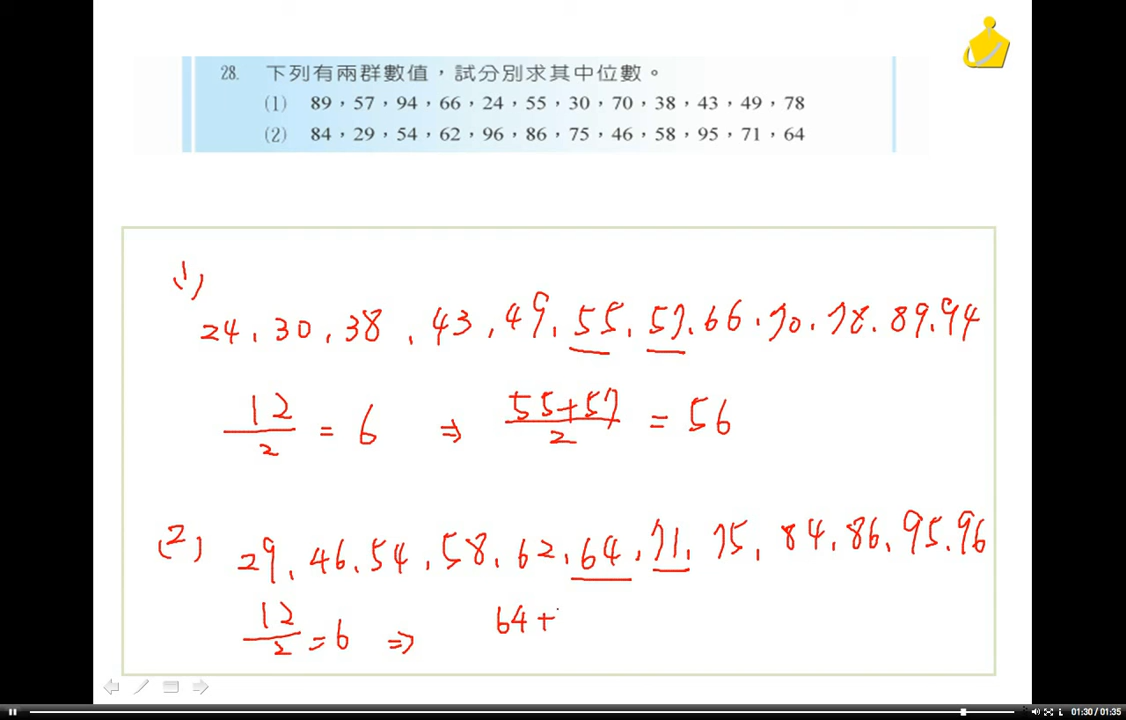 28. 下列有兩群數值，試分別求其中位數。
(1) 89，57，94，66，24，55，30，70，38，43，49，78
(2) 84，29，54，62，96，86，75，46，58，95，71，64
(1)
24, 30, 38, 43, 49, 55, 57, 66, 70, 78, 89, 94
12/2 = 6 ⇒ 55+57/2 = 56
(2) 29, 46, 54, 58, 62, 64, 71, 75, 84, 86, 95, 96
12/2 = 6 ⇒ 64+
01:30 / 01:35